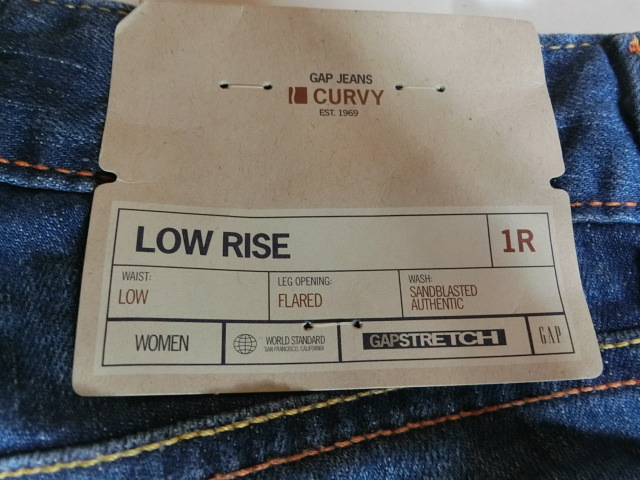 GAP JEANS
CURVY
EST. 1969
LOW RISE
1R
WAIST:
LOW
LEG OPENING:
FLARED
WASH:
SANDBLASTED
AUTHENTIC
WOMEN
WORLD STANDARD
SAN FRANCISCO, CALIFORNIA
GAPSTRETCH
GAP